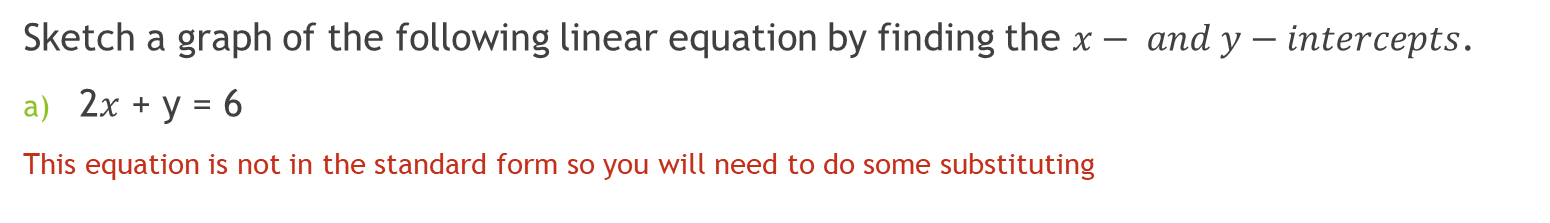 Sketch a graph of the following linear equation by finding the x − and y − intercepts.
a) 2x + y = 6
This equation is not in the standard form so you will need to do some substituting